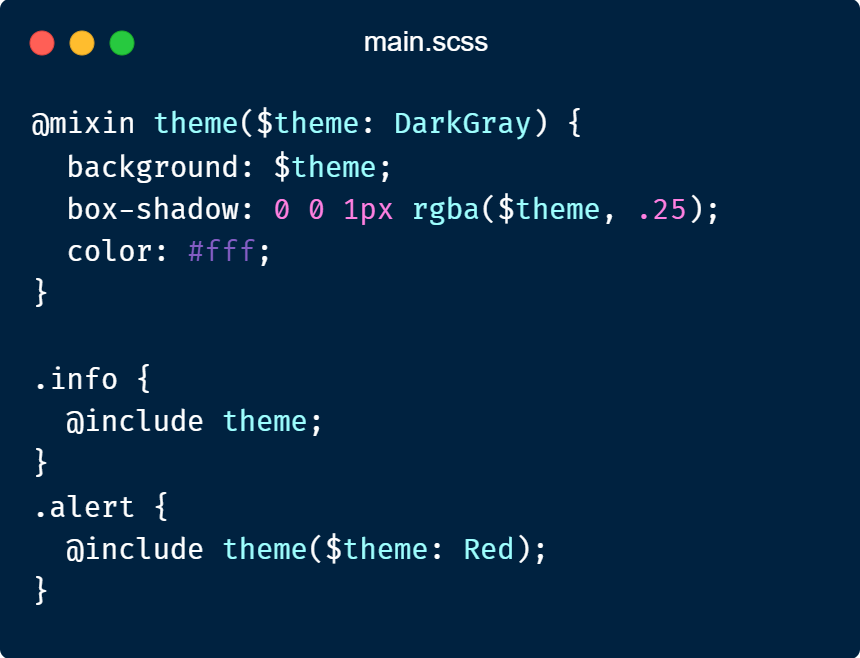 main.scss
@mixin theme($theme: DarkGray) {
  background: $theme;
  box-shadow: 0 0 1px rgba($theme, .25);
  color: #fff;
}
.info {
  @include theme;
}
.alert {
  @include theme($theme: Red);
}